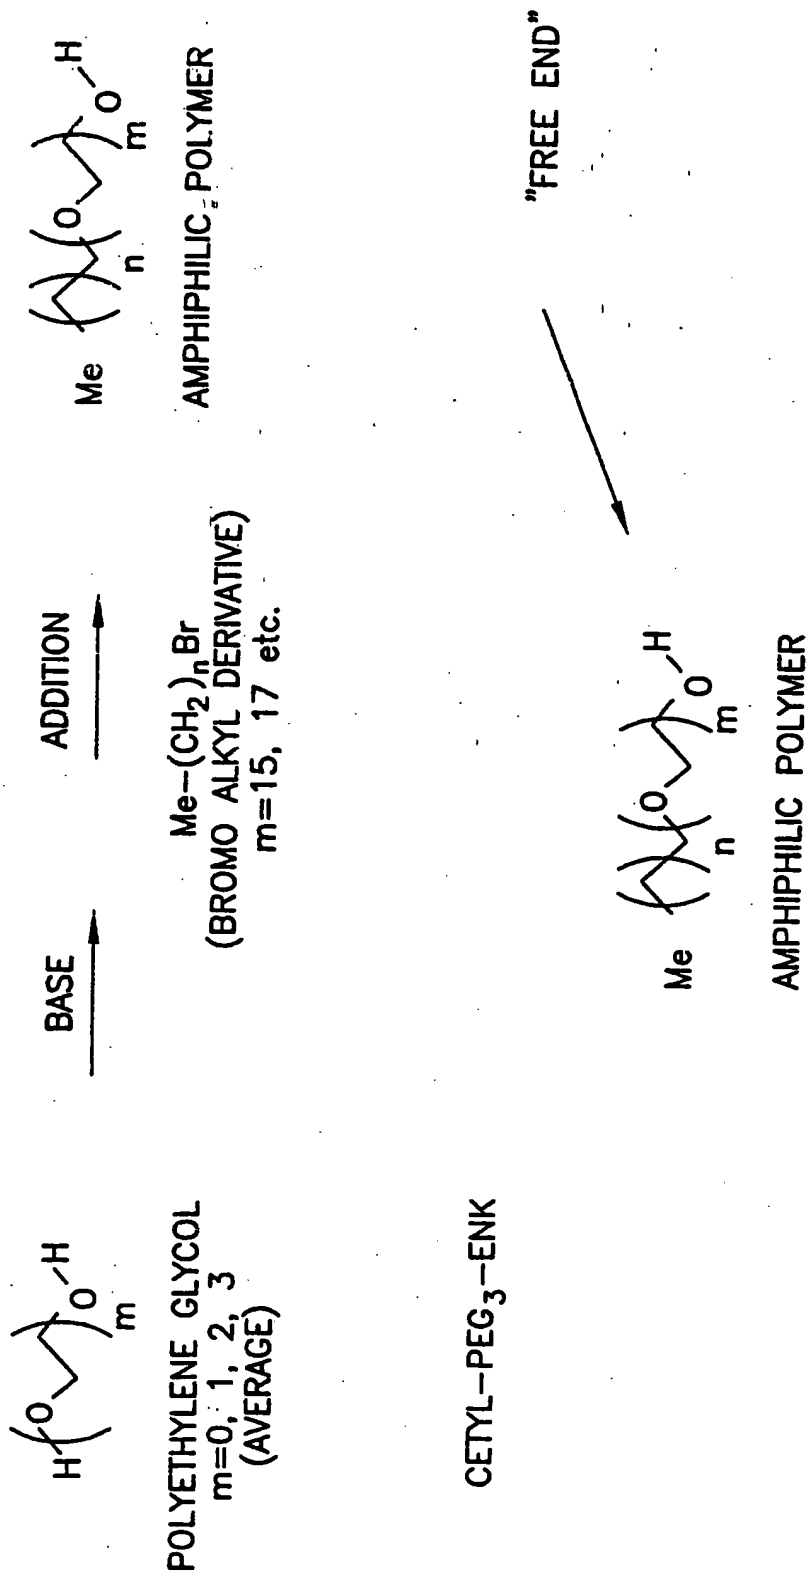 BASE
ADDITION
H(O)m O-H
Me ( )n (O )m O-H
POLYETHYLENE GLYCOL
m=0, 1, 2, 3
(AVERAGE)
Me-(CH2)nBr
(BROMO ALKYL DERIVATIVE)
m=15, 17 etc.
AMPHIPHILIC POLYMER
CETYL-PEG3-ENK
"FREE END"
Me ( )n (O )m O-H
AMPHIPHILIC POLYMER